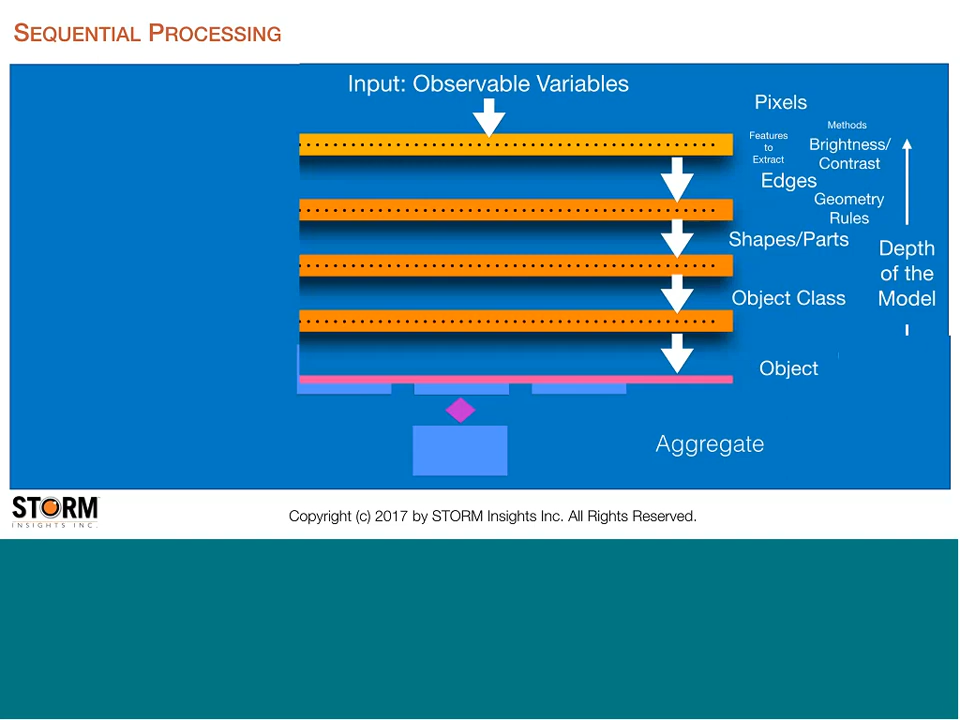 SEQUENTIAL PROCESSING
Input: Observable Variables
Pixels
Methods
Features
to
Extract
Brightness/
Contrast
Edges
Geometry
Rules
Shapes/Parts
Depth
of the
Model
Object Class
Object
Aggregate
STORM
INSIGHTS INC.
Copyright (c) 2017 by STORM Insights Inc. All Rights Reserved.